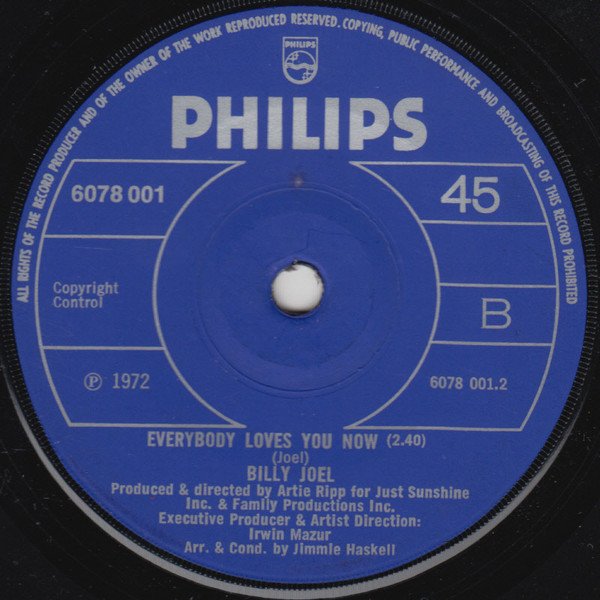 ALL RIGHTS OF THE RECORD PRODUCER AND OF THE OWNER OF THE WORK REPRODUCED RESERVED. COPYING, PUBLIC PERFORMANCE AND BROADCASTING OF THIS RECORD PROHIBITED
PHILIPS
PHILIPS
6078 001
45
Copyright
Control
B
Ⓟ 1972
6078 001.2
EVERYBODY LOVES YOU NOW (2.40)
(Joel)
BILLY JOEL
Produced & directed by Artie Ripp for Just Sunshine
Inc. & Family Productions Inc.
Executive Producer & Artist Direction:
Irwin Mazur
Arr. & Cond. by Jimmie Haskell